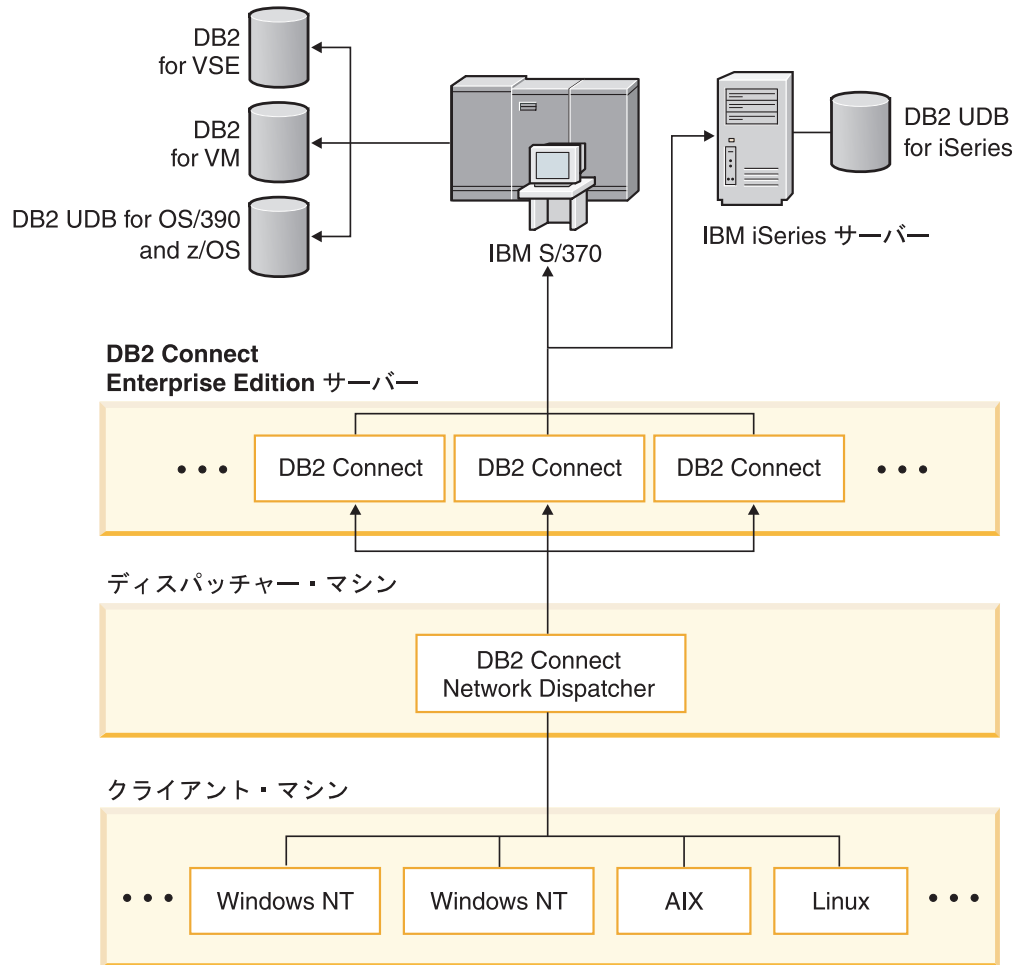 DB2
for VSE
DB2
for VM
DB2 UDB for OS/390
and z/OS
IBM S/370
DB2 UDB
for iSeries
IBM iSeries サーバー
DB2 Connect
Enterprise Edition サーバー
• • •
DB2 Connect
DB2 Connect
DB2 Connect
• • •
ディスパッチャー・マシン
DB2 Connect
Network Dispatcher
クライアント・マシン
• • •
Windows NT
Windows NT
AIX
Linux
• • •